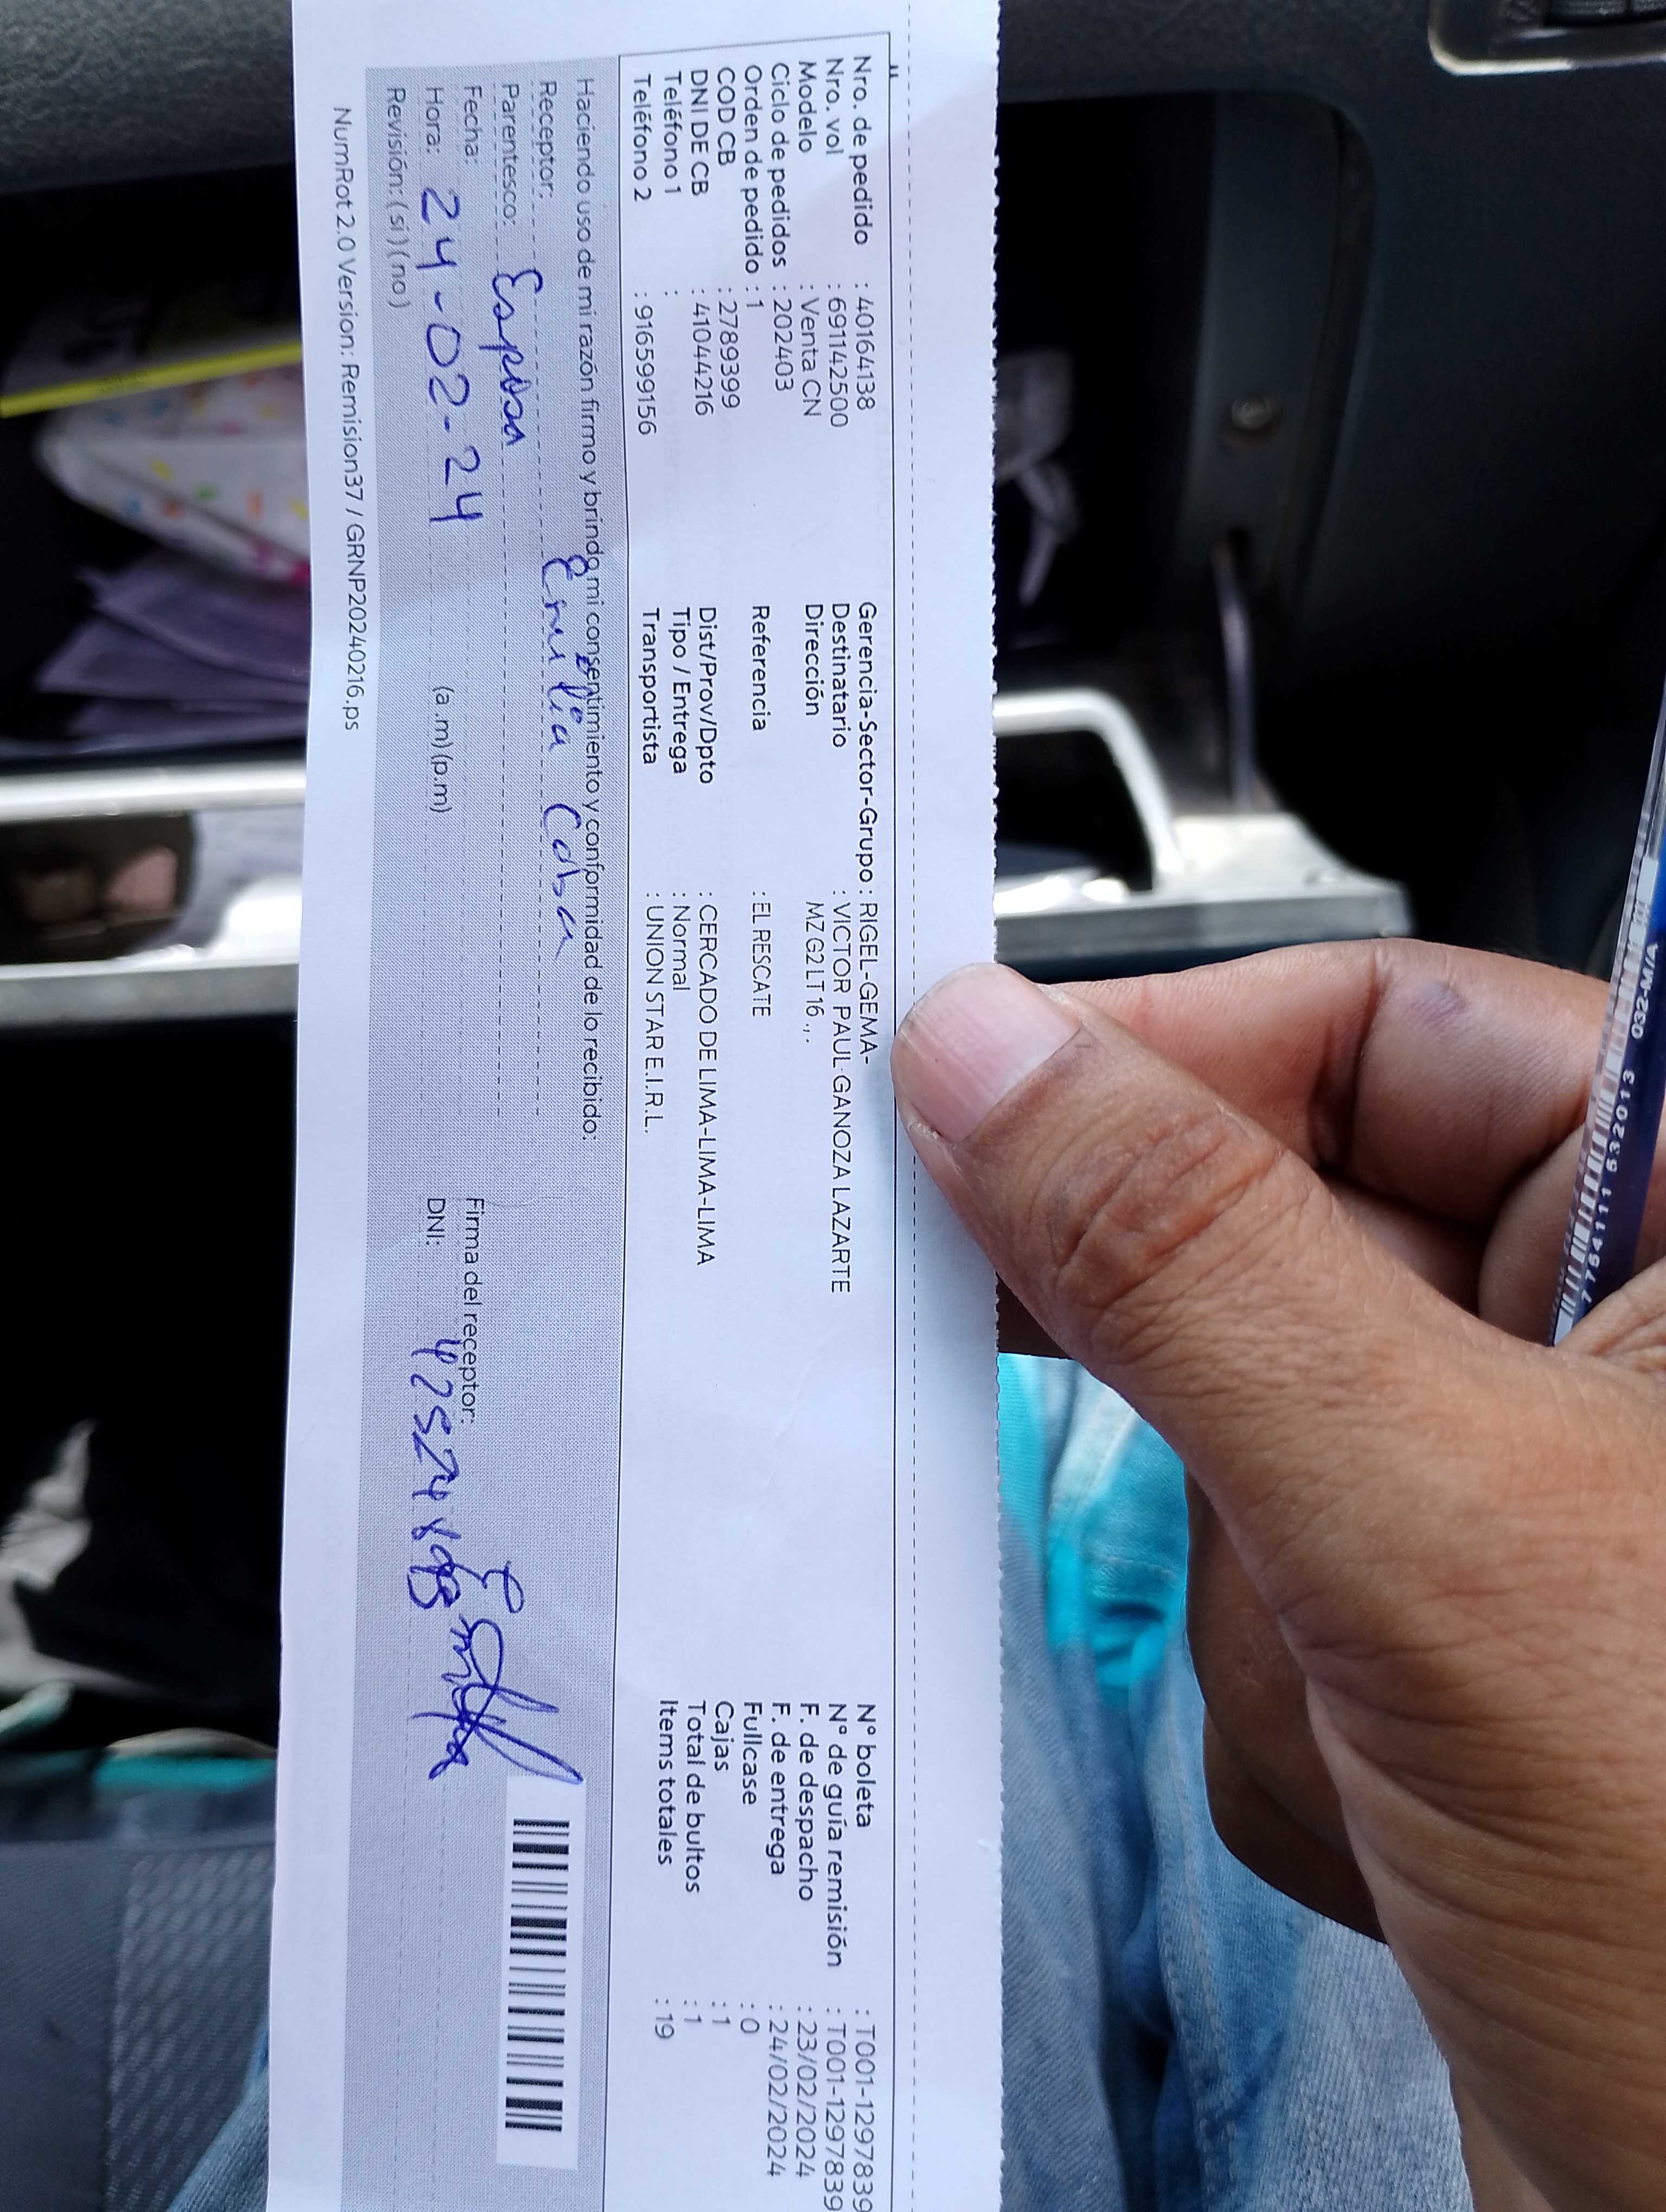 Nro. de pedido : 40164138
Nro. vol : 691142500
Modelo : Venta CN
Ciclo de pedidos : 202403
Orden de pedido : 1
COD CB : 2789399
DNI DE CB : 41044216
Teléfono 1 :
Teléfono 2 : 916599156
Gerencia-Sector-Grupo : RIGEL-GEMA-
Destinatario : VICTOR PAUL GANOZA LAZARTE
Dirección MZ G2 LT 16 ., .
Referencia : EL RESCATE
Dist/Prov/Dpto : CERCADO DE LIMA-LIMA-LIMA
Tipo / Entrega : Normal
Transportista : UNION STAR E.I.R.L.
N° boleta : T001-1297839
N° de guía remisión : T001-1297839
F. de despacho : 23/02/2024
F. de entrega : 24/02/2024
Fullcase : 0
Cajas : 1
Total de bultos : 1
Items totales : 19
Haciendo uso de mi razón firmo y brindo mi consentimiento y conformidad de lo recibido:
Receptor: Emilia
Parentesco: Esposa
Fecha: 24-02-24
Hora: (a.m)(p.m)
Revisión: (si)(no)
Firma del receptor:
DNI:
NumRot 2.0 Version: Remision37 / GRNP20240216.ps
032-NVA